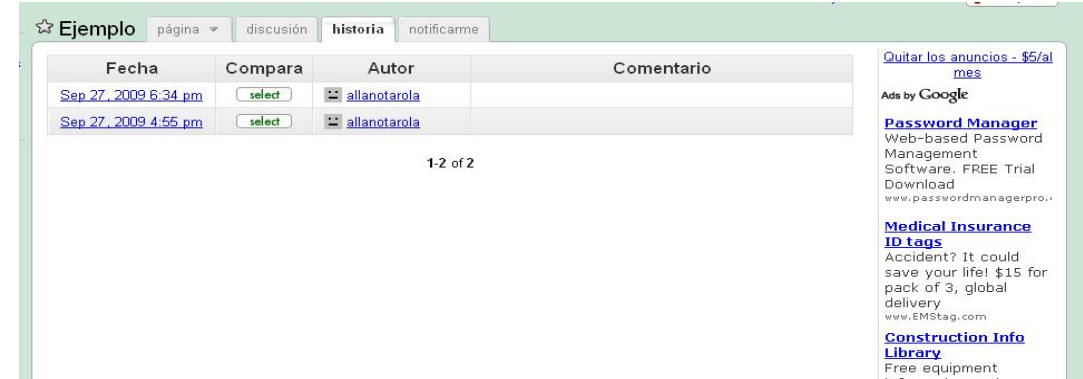 Ejemplo página discusión historia notificarme
Fecha Compara Autor Comentario
Sep 27, 2009 6:34 pm select allanotarola
Sep 27, 2009 4:55 pm select allanotarola
1-2 of 2
Quitar los anuncios - $5/al
mes
Ads by Google
Password Manager
Web-based Password
Management
Software. FREE Trial
Download
www.passwordmanagerpro.
Medical Insurance
ID tags
Accident? It could
save your life! $15 for
pack of 3, global
delivery
www.EMStag.com
Construction Info
Library
Free equipment